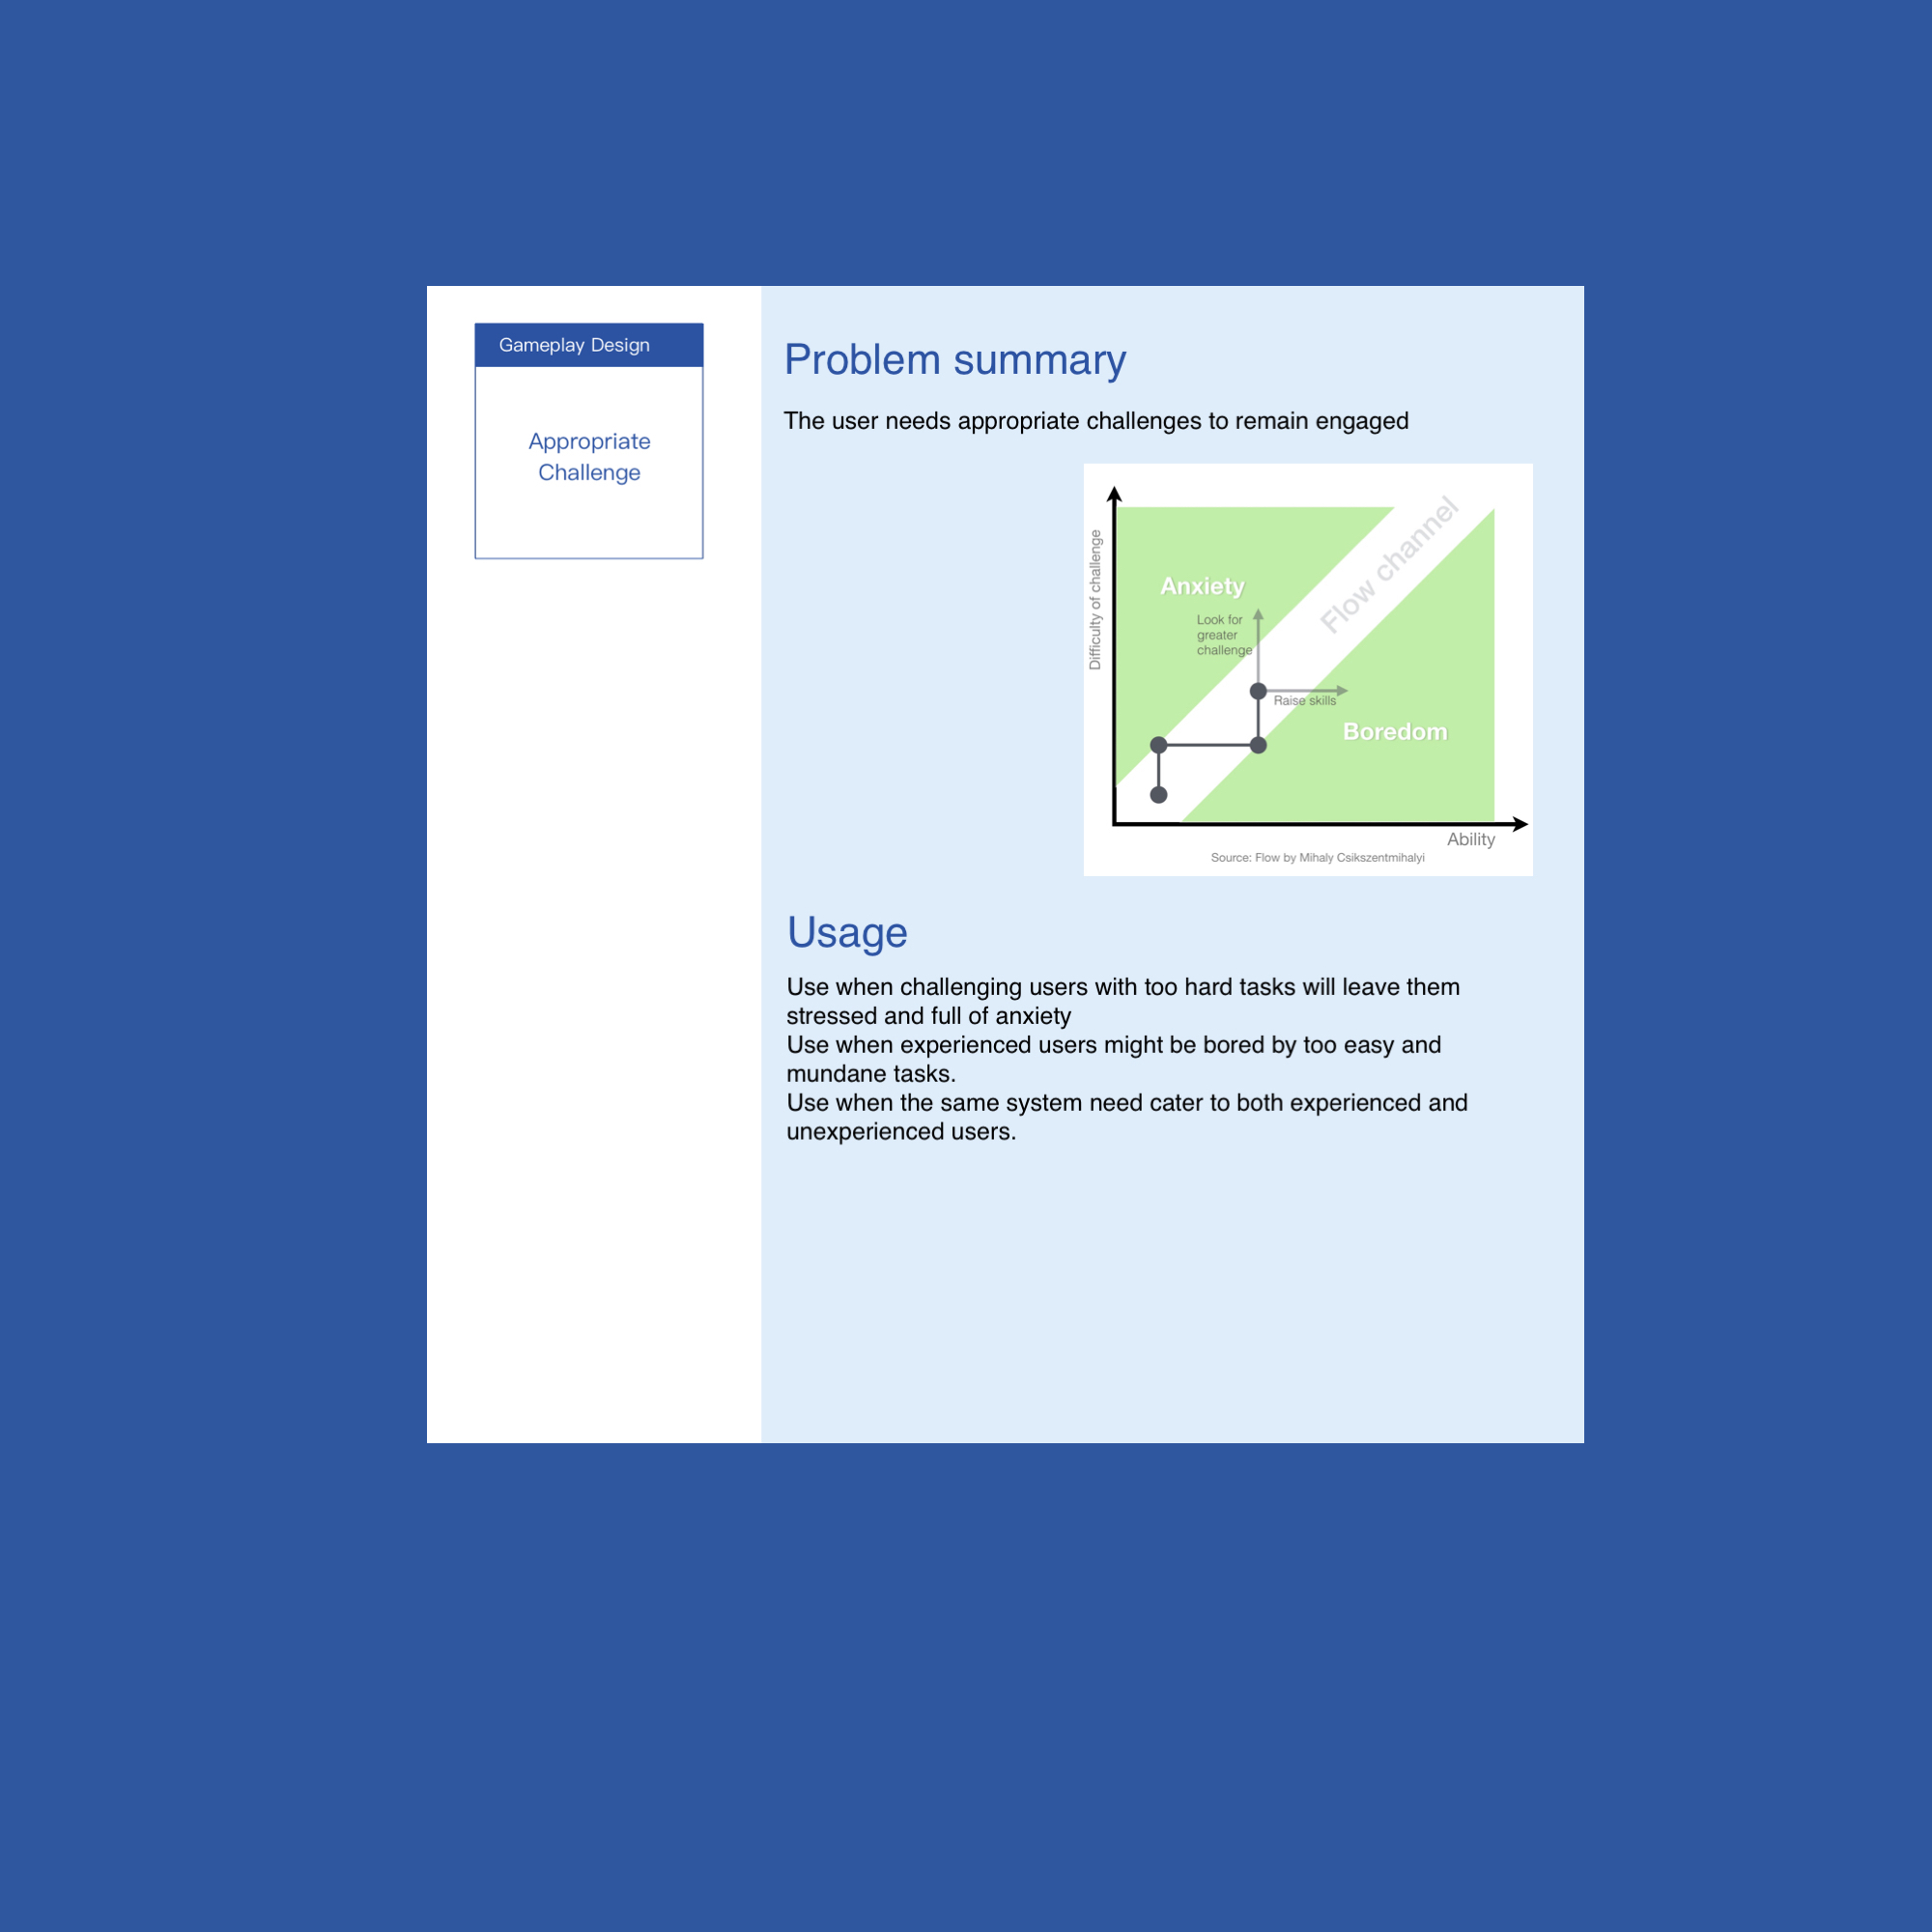 Gameplay Design
Appropriate
Challenge
Problem summary
The user needs appropriate challenges to remain engaged
Difficulty of challenge
Anxiety
Flow channel
Look for
greater
challenge
Raise skills
Boredom
Ability
Source: Flow by Mihaly Csikszentmihalyi
Usage
Use when challenging users with too hard tasks will leave them
stressed and full of anxiety
Use when experienced users might be bored by too easy and
mundane tasks.
Use when the same system need cater to both experienced and
unexperienced users.